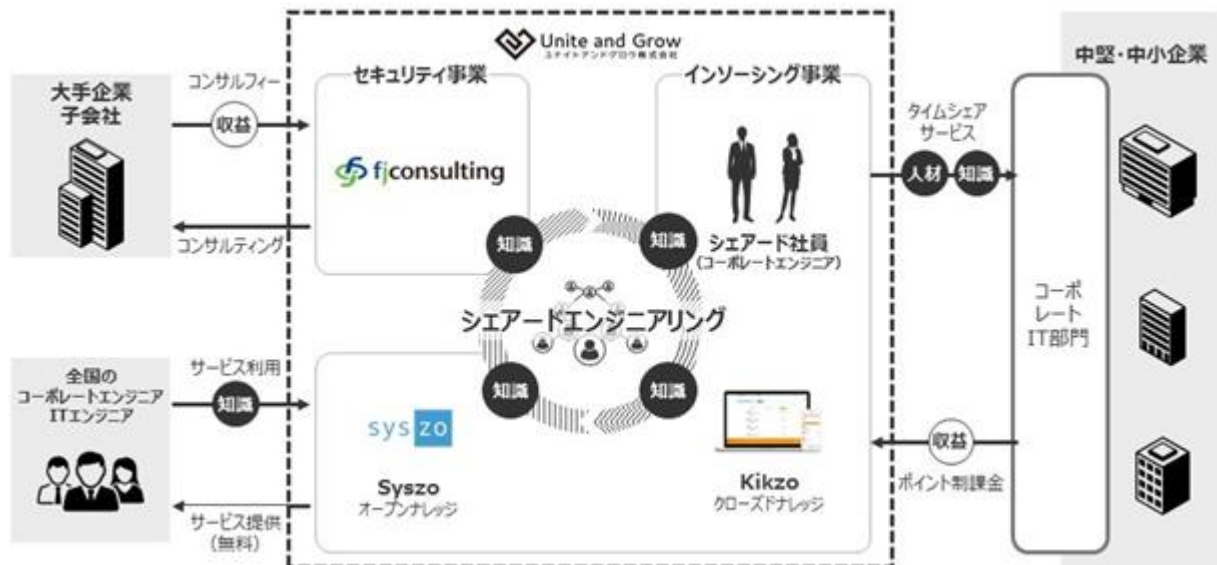 Unite and Grow
ユナイトアンドグロウ株式会社
セキュリティ事業
インソーシング事業
中堅・中小企業
大手企業
子会社
コンサルフィー
収益
コンサルティング
fjconsulting
知識
知識
シェアード社員
(コーポレートエンジニア)
タイムシェア
サービス
人材
知識
シェアードエンジニアリング
コーポ
レート
IT部門
全国の
コーポレートエンジニア
ITエンジニア
サービス利用
知識
サービス提供
(無料)
知識
知識
sys zo
Syszo
オープンナレッジ
Kikzo
クローズドナレッジ
収益
ポイント制課金